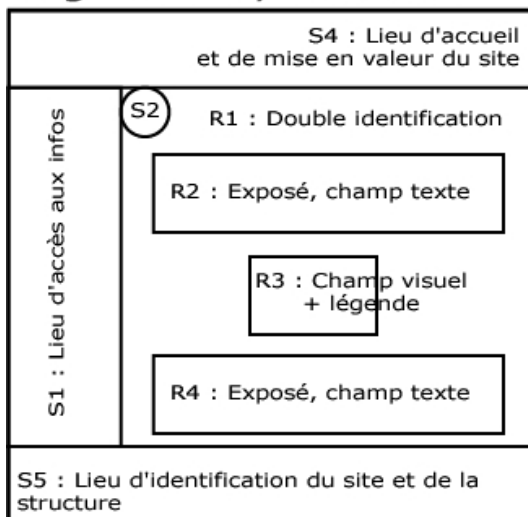 S4 : Lieu d'accueil
et de mise en valeur du site
S2
R1 : Double identification
S1 : Lieu d'accès aux infos
R2 : Exposé, champ texte
R3 : Champ visuel
+ légende
R4 : Exposé, champ texte
S5 : Lieu d'identification du site et de la
structure